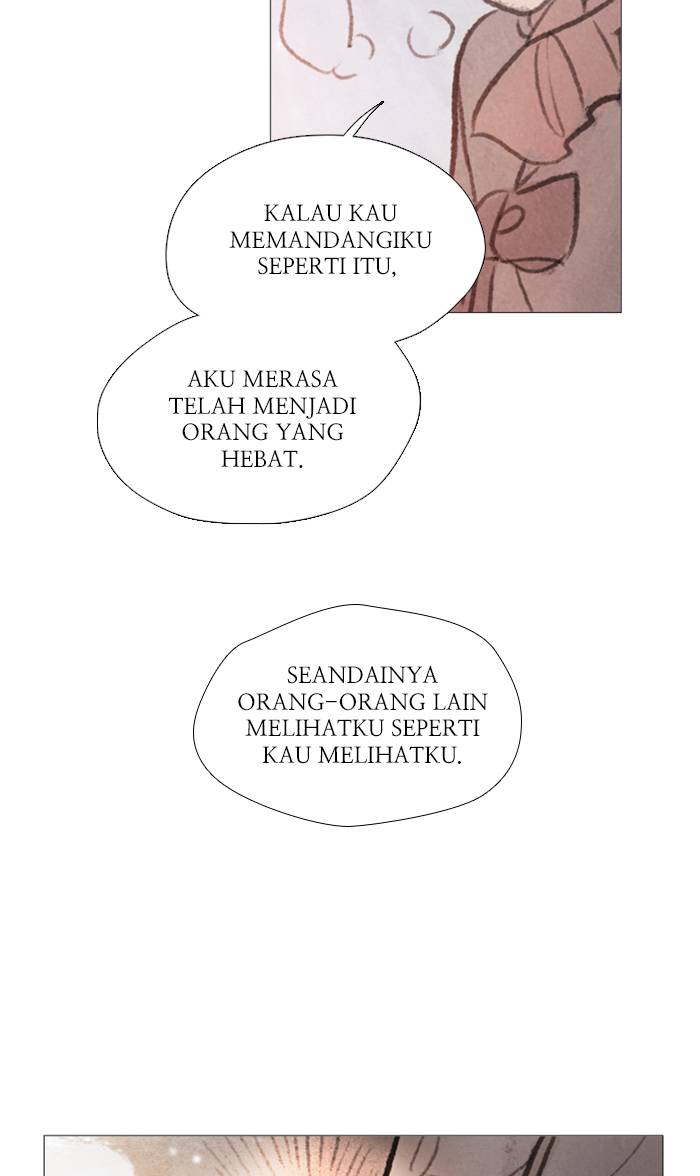 KALAU KAU
MEMANDANGIKU
SEPERTI ITU,
AKU MERASA
TELAH MENJADI
ORANG YANG
HEBAT.
SEANDAINYA
ORANG-ORANG LAIN
MELIHATKU SEPERTI
KAU MELIHATKU.